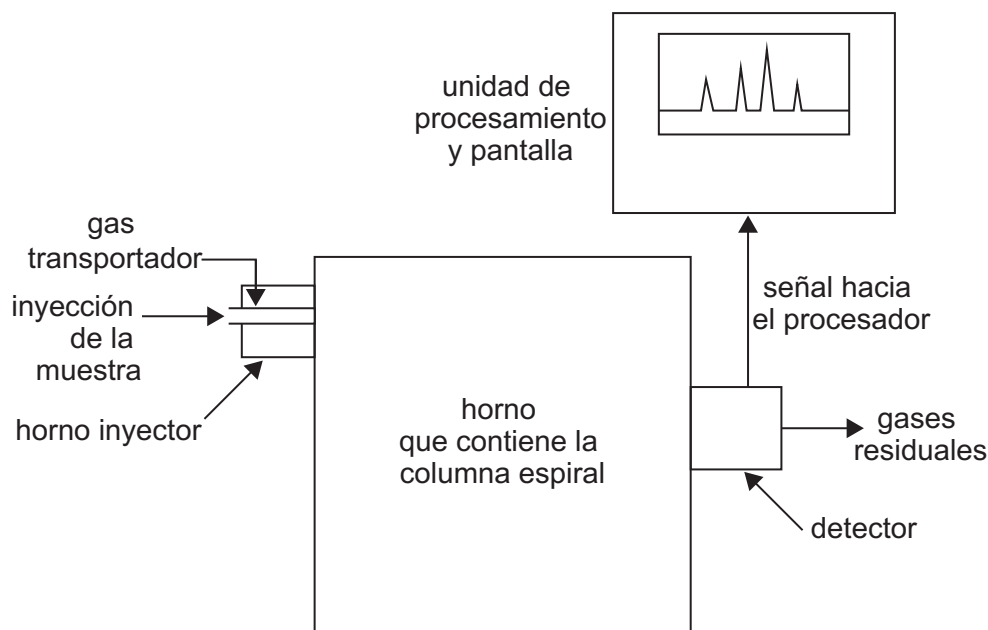 unidad de
procesamiento
y pantalla
gas
transportador
inyección
de la
muestra
horno inyector
horno
que contiene la
columna espiral
señal hacia
el procesador
gases
residuales
detector